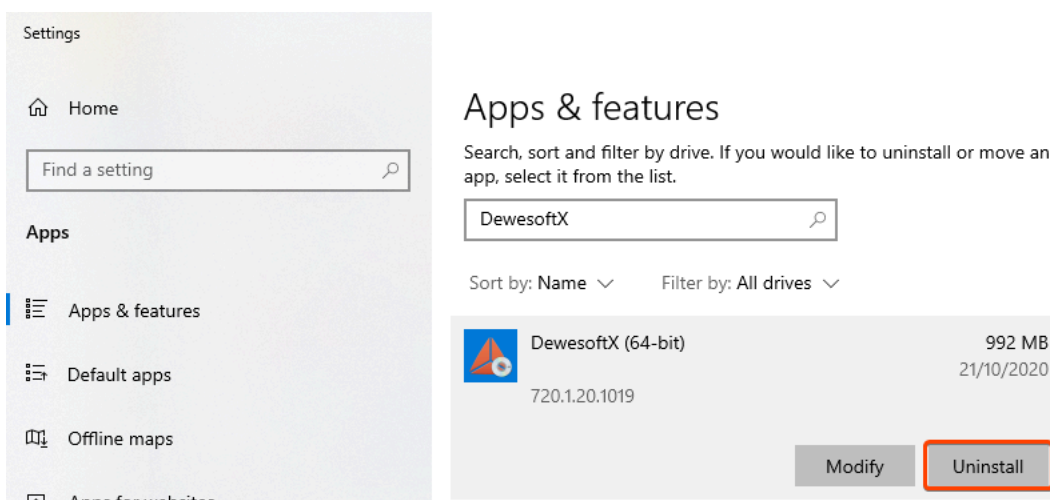 Settings
Home
Find a setting
Apps
Apps & features
Default apps
Offline maps
Apps & features
Search, sort and filter by drive. If you would like to uninstall or move an
app, select it from the list.
DewesoftX
Sort by: Name
Filter by: All drives
DewesoftX (64-bit)
992 MB
21/10/2020
720.1.20.1019
Modify
Uninstall